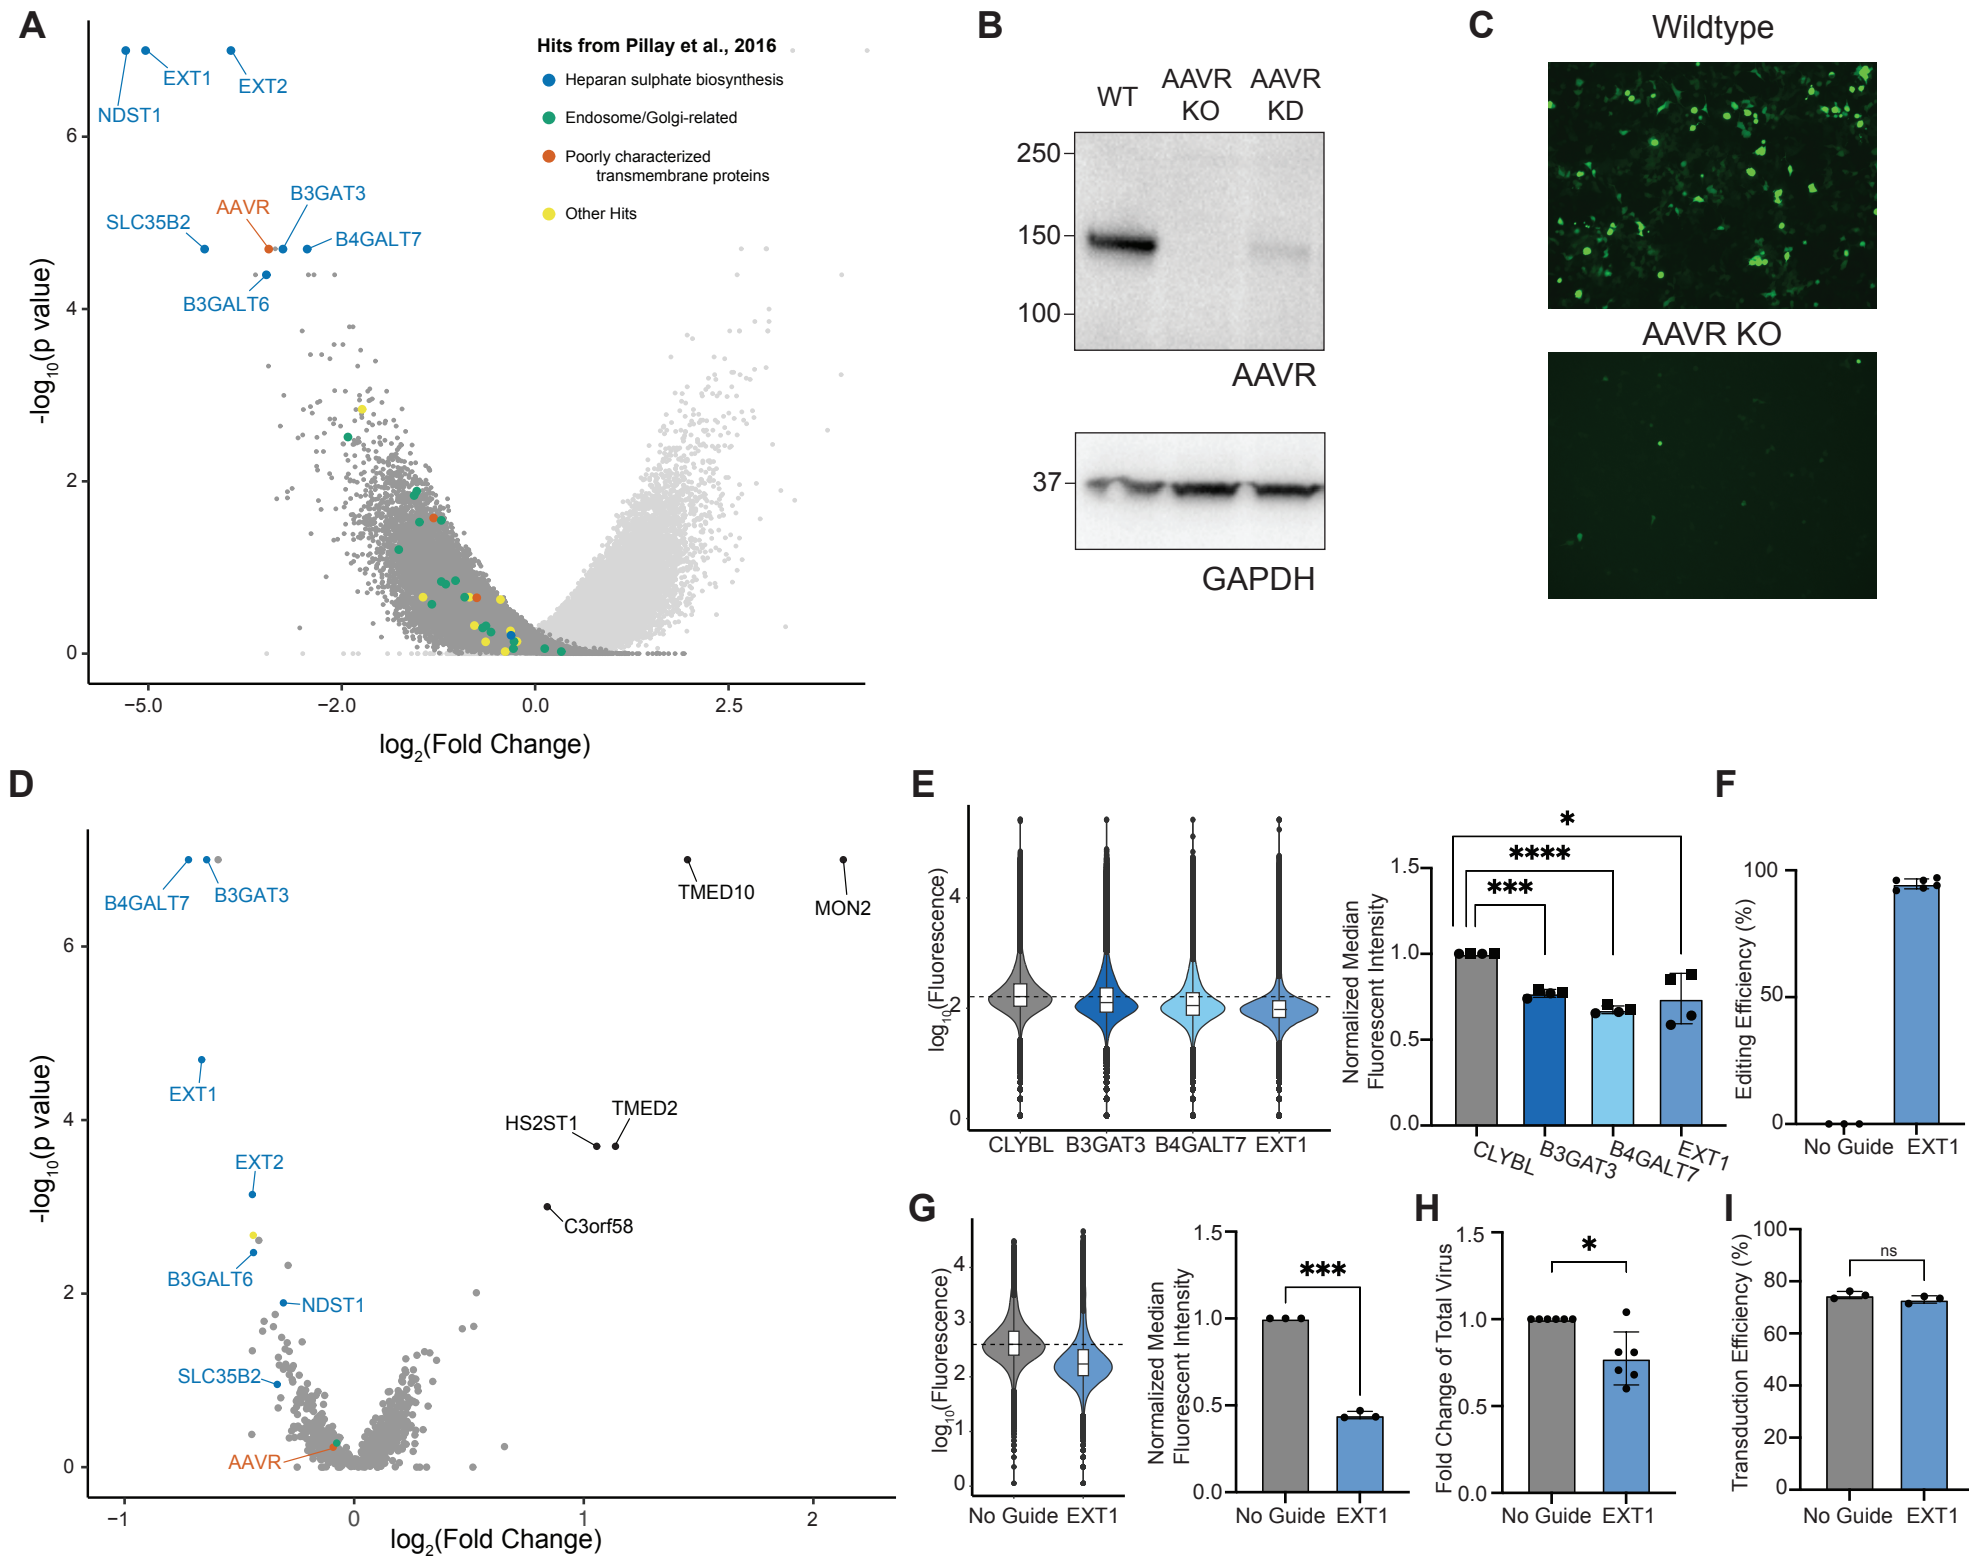 A
Hits from Pillay et al., 2016
Heparan sulphate biosynthesis
Endosome/Golgi-related
Poorly characterized
transmembrane proteins
Other Hits
EXT1
EXT2
NDST1
B3GAT3
AAVR
SLC35B2
B4GALT7
B3GALT6
-log10(p value)
6
4
2
0
−5.0
−2.0
0.0
2.5
log2(Fold Change)
B
WT
AAVR
KO
AAVR
KD
250
150
100
AAVR
37
GAPDH
C
Wildtype
AAVR KO
D
B4GALT7
B3GAT3
TMED10
MON2
EXT1
HS2ST1
TMED2
EXT2
C3orf58
B3GALT6
NDST1
SLC35B2
AAVR
-log10(p value)
6
4
2
0
−1
0
1
2
log2(Fold Change)
E
log10(Fluorescence)
4
2
0
CLYBL
B3GAT3
B4GALT7
EXT1
Normalized Median
Fluorescent Intensity
1.5
1.0
0.5
0.0
*
****
***
CLYBL
B3GAT3
B4GALT7
EXT1
F
Editing Efficiency (%)
100
50
0
No Guide
EXT1
G
log10(Fluorescence)
4
3
2
1
0
No Guide
EXT1
Normalized Median
Fluorescent Intensity
1.5
1.0
0.5
0.0
***
No Guide
EXT1
H
Fold Change of Total Virus
1.5
1.0
0.5
0.0
*
No Guide
EXT1
I
Transduction Efficiency (%)
100
80
60
40
20
0
ns
No Guide
EXT1